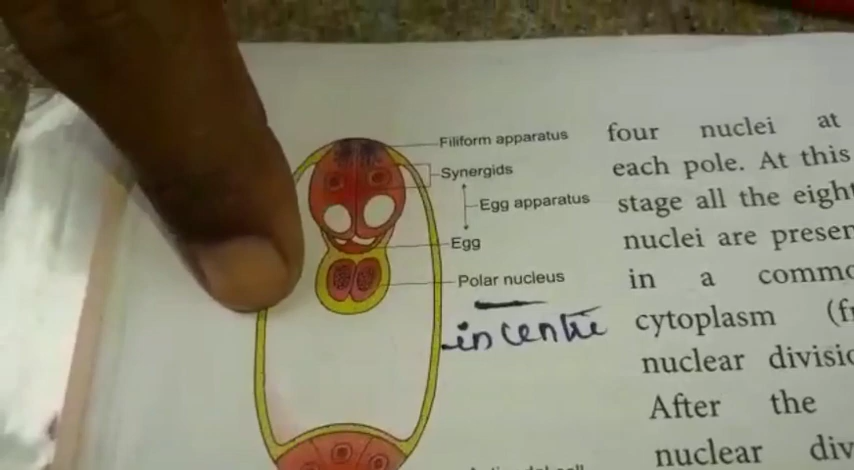 Filiform apparatus
Synergids
Egg apparatus
Egg
Polar nucleus
in centre
four nuclei at
each pole. At this
stage all the eight
nuclei are presen
in a commo
cytoplasm (fr
nuclear divisio
After the
nuclear div